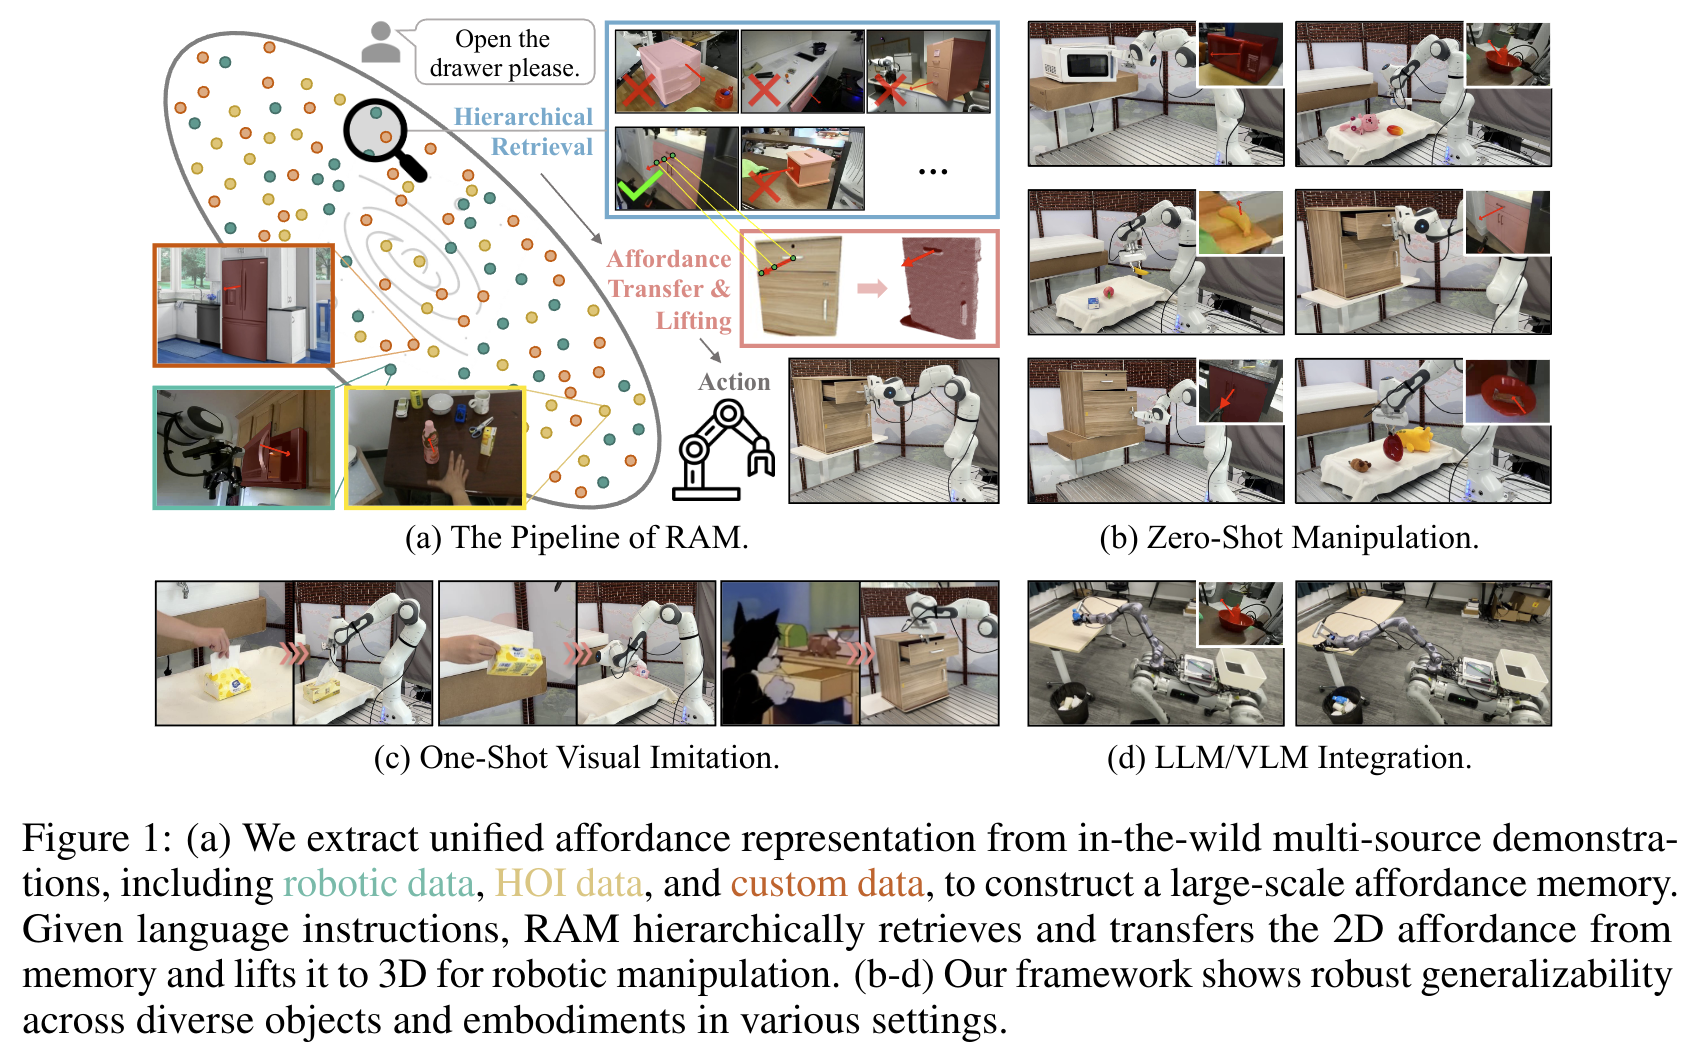 Open the
drawer please.
Hierarchical
Retrieval
...
Affordance
Transfer &
Lifting
Action
(a) The Pipeline of RAM.
(b) Zero-Shot Manipulation.
(c) One-Shot Visual Imitation.
(d) LLM/VLM Integration.
Figure 1: (a) We extract unified affordance representation from in-the-wild multi-source demonstra-
tions, including robotic data, HOI data, and custom data, to construct a large-scale affordance memory.
Given language instructions, RAM hierarchically retrieves and transfers the 2D affordance from
memory and lifts it to 3D for robotic manipulation. (b-d) Our framework shows robust generalizability
across diverse objects and embodiments in various settings.